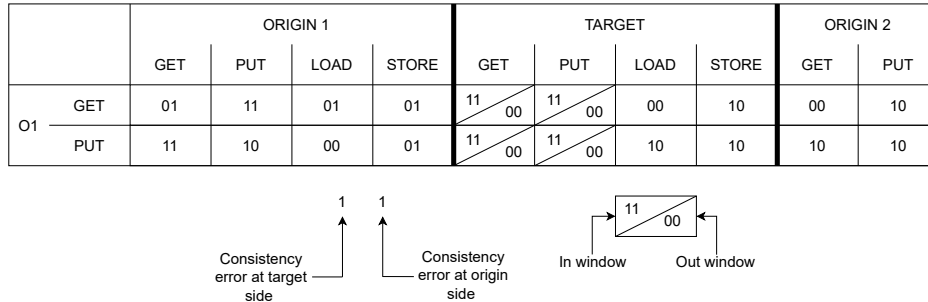 ORIGIN 1 TARGET ORIGIN 2
GET PUT LOAD STORE GET PUT LOAD STORE GET PUT
O1
GET 01 11 01 01 11 00 11 00 00 10 00 10
PUT 11 10 00 01 11 00 11 00 10 10 10 10
1 1
Consistency
error at target
side
Consistency
error at origin
side
11 00
In window
Out window